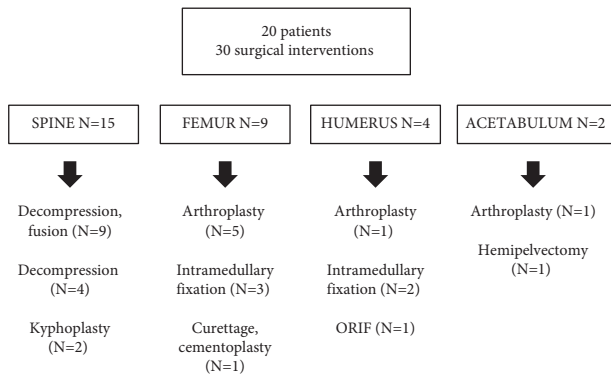 20 patients
30 surgical interventions
SPINE N=15
FEMUR N=9
HUMERUS N=4
ACETABULUM N=2
Decompression,
fusion (N=9)
Decompression
(N=4)
Kyphoplasty
(N=2)
Arthroplasty
(N=5)
Intramedullary
fixation (N=3)
Curettage,
cementoplasty
(N=1)
Arthroplasty
(N=1)
Intramedullary
fixation (N=2)
ORIF (N=1)
Arthroplasty (N=1)
Hemipelvectomy
(N=1)